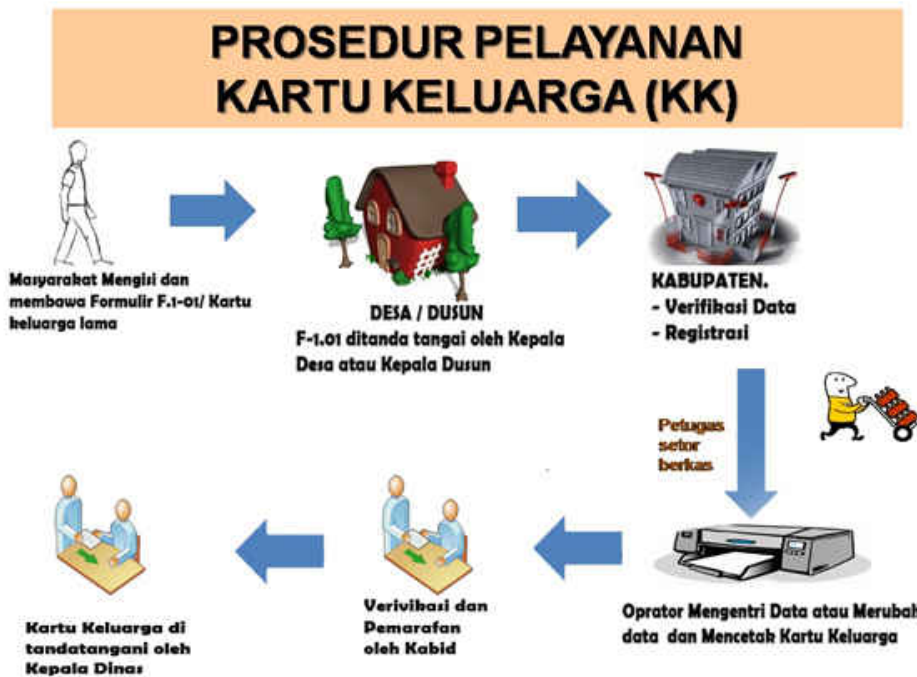 PROSEDUR PELAYANAN
KARTU KELUARGA (KK)
Masyarakat Mengisi dan
membawa Formulir F.1-01/ Kartu
keluarga lama
DESA / DUSUN
F-1.01 ditanda tangai oleh Kepala
Desa atau Kepala Dusun
KABUPATEN.
- Verifikasi Data
- Registrasi
Petugas
setor
berkas
Oprator Mengentri Data atau Merubah
data dan Mencetak Kartu Keluarga
Verivikasi dan
Pemarafan
oleh Kabid
Kartu Keluarga di
tandatangani oleh
Kepala Dinas